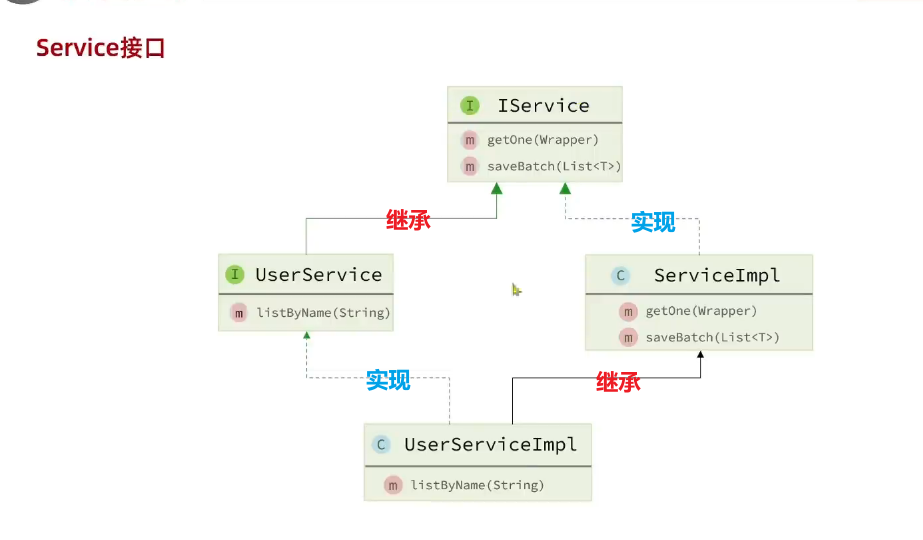 Service接口
I IService
m getOne(Wrapper)
m saveBatch(List<T>)
继承
实现
I UserService
m listByName(String)
C ServiceImpl
m getOne(Wrapper)
m saveBatch(List<T>)
实现
继承
C UserServiceImpl
m listByName(String)